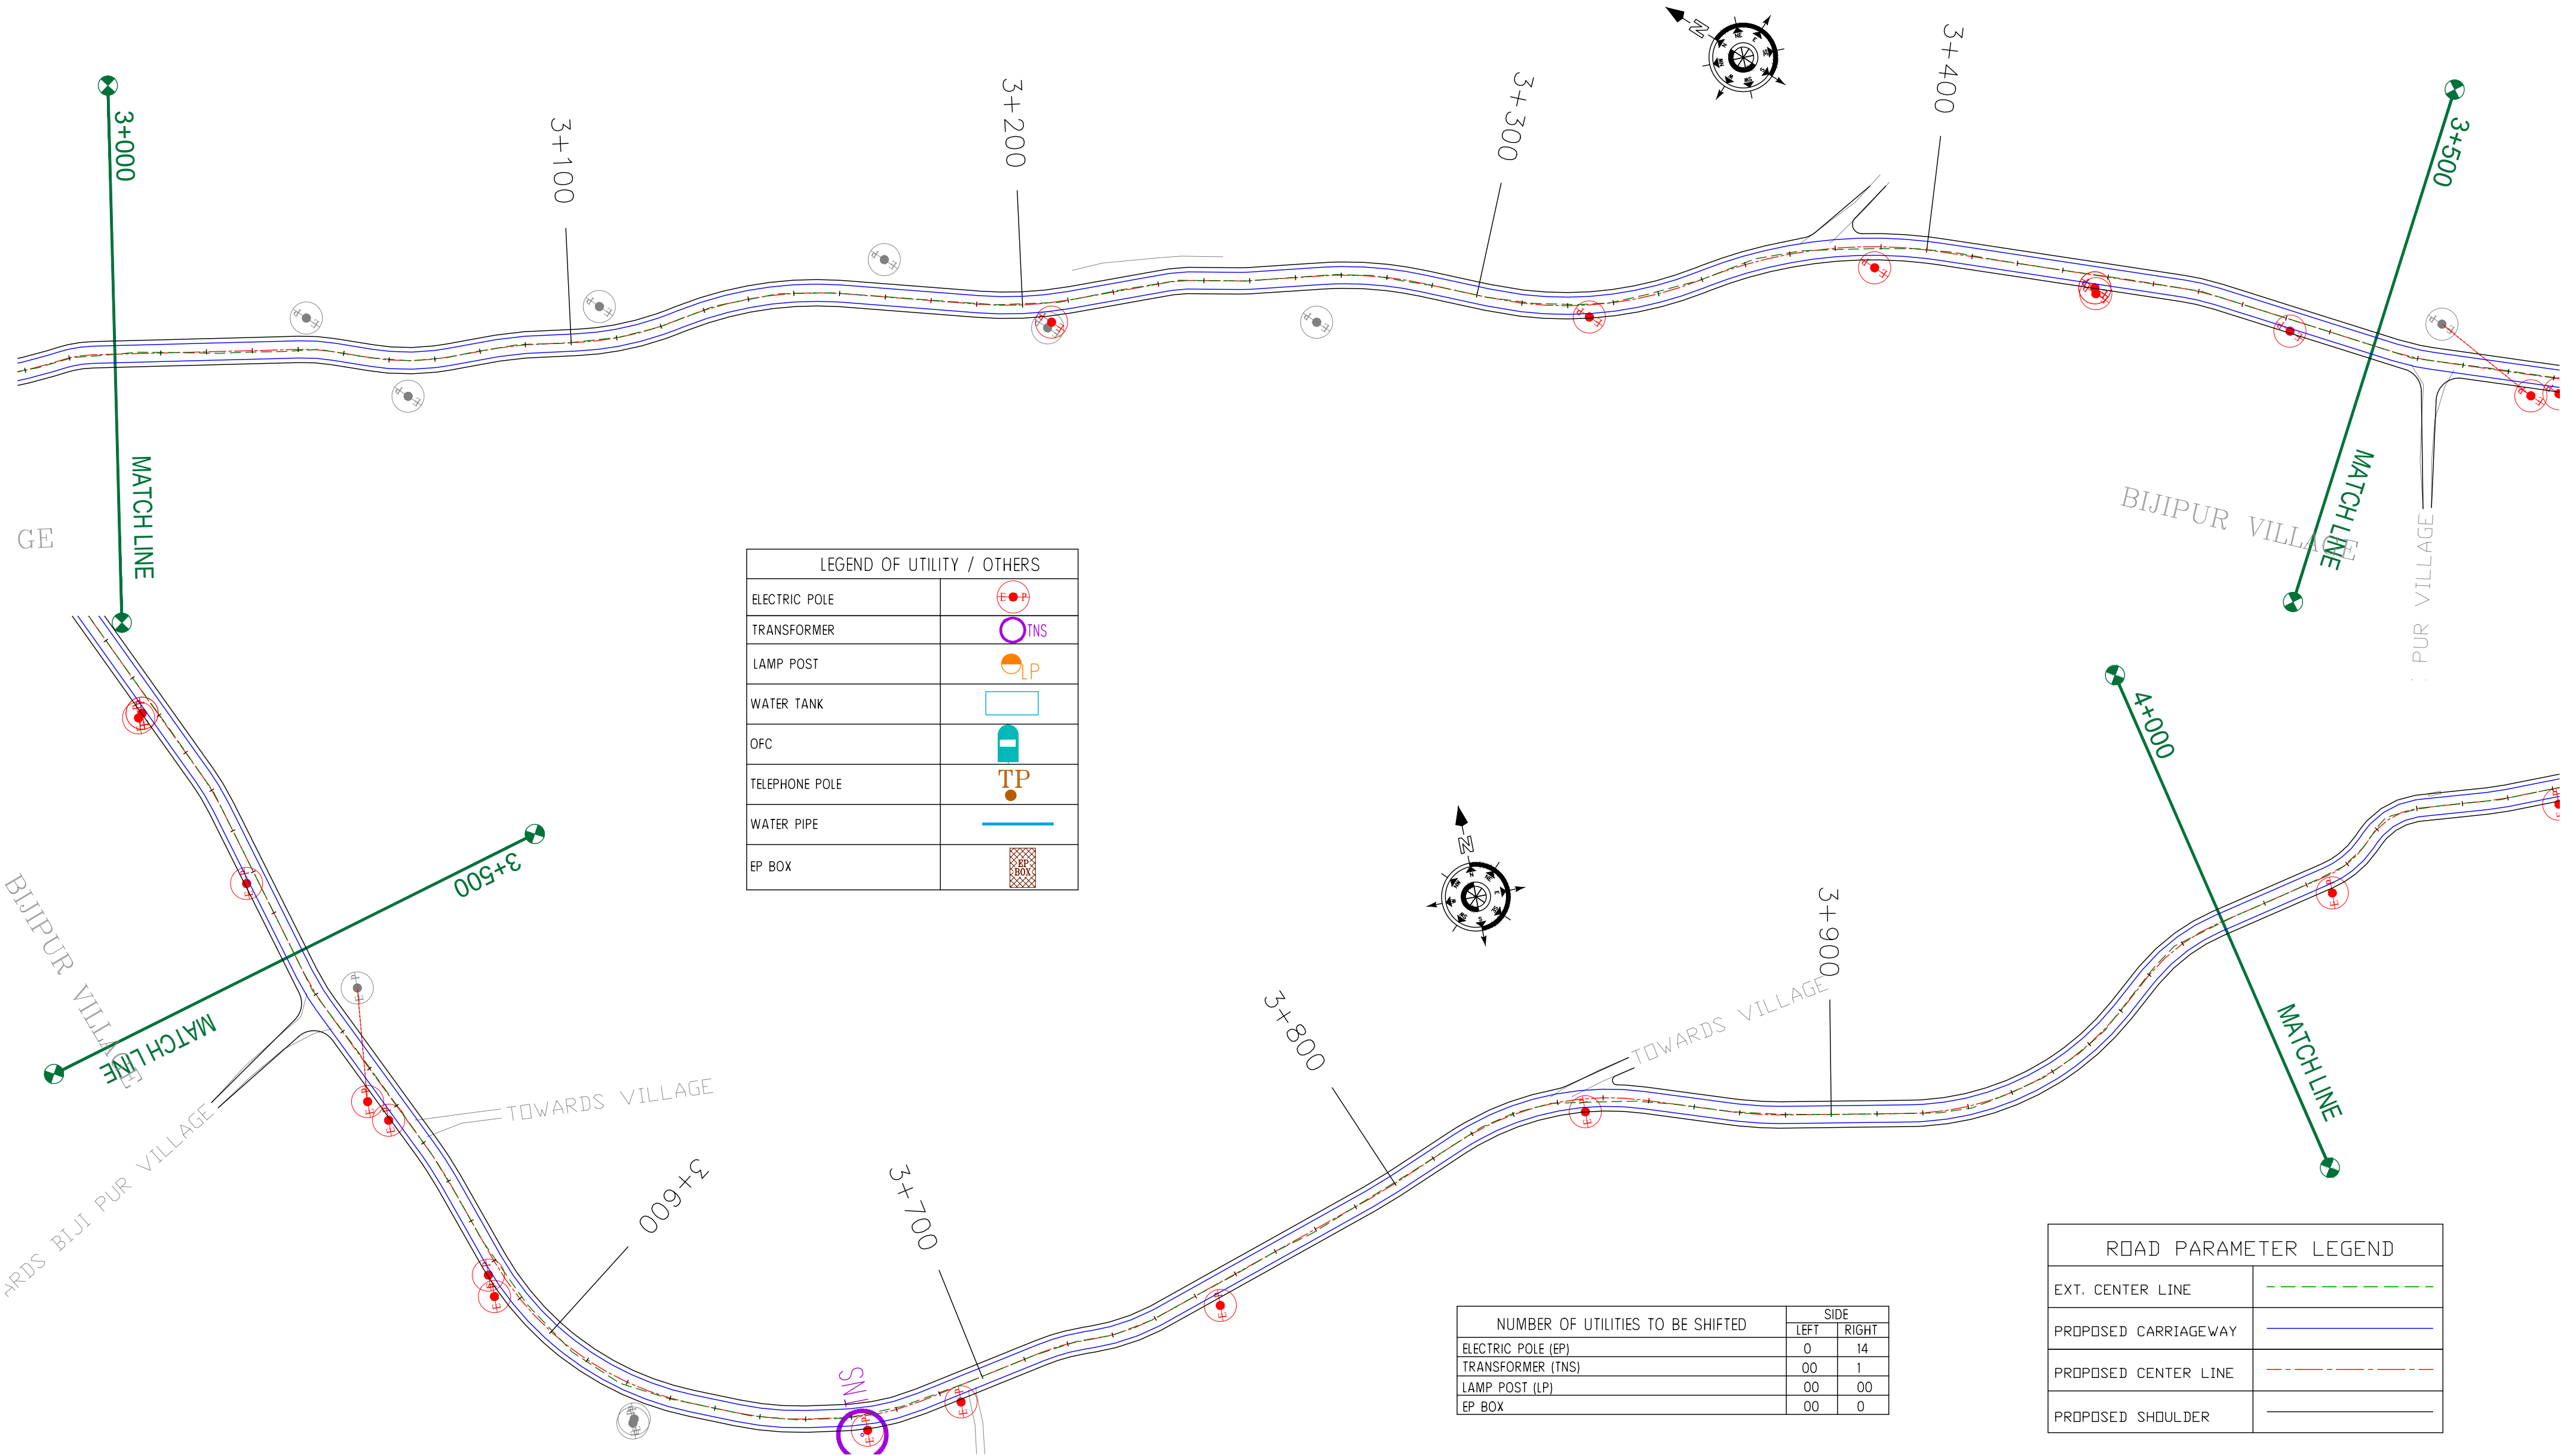 3+000
3+100
3+200
3+300
N
3+400
3+500
MATCH LINE
MATCH LINE
GE
BIJIPUR VILLAGE
PUR VILLAGE
LEGEND OF UTILITY / OTHERS
ELECTRIC POLE E P
TRANSFORMER TNS
LAMP POST LP
WATER TANK
OFC
TELEPHONE POLE TP
WATER PIPE
EP BOX EP BOX
3+500
MATCH LINE
BIJIPUR VILLAGE
ARDS BIJI PUR VILLAGE
TOWARDS VILLAGE
3+600
3+700
TNS
3+800
N
TOWARDS VILLAGE
3+900
4+000
MATCH LINE
NUMBER OF UTILITIES TO BE SHIFTED SIDE
LEFT RIGHT
ELECTRIC POLE (EP) 0 14
TRANSFORMER (TNS) 00 1
LAMP POST (LP) 00 00
EP BOX 00 0
ROAD PARAMETER LEGEND
EXT. CENTER LINE
PROPOSED CARRIAGEWAY
PROPOSED CENTER LINE
PROPOSED SHOULDER